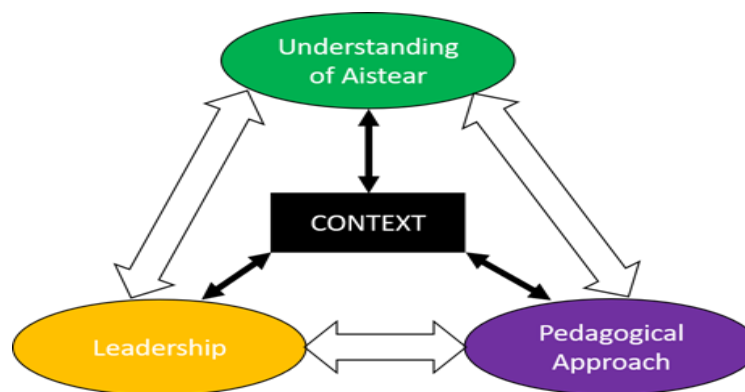 Understanding
of Aistear
CONTEXT
Leadership
Pedagogical
Approach